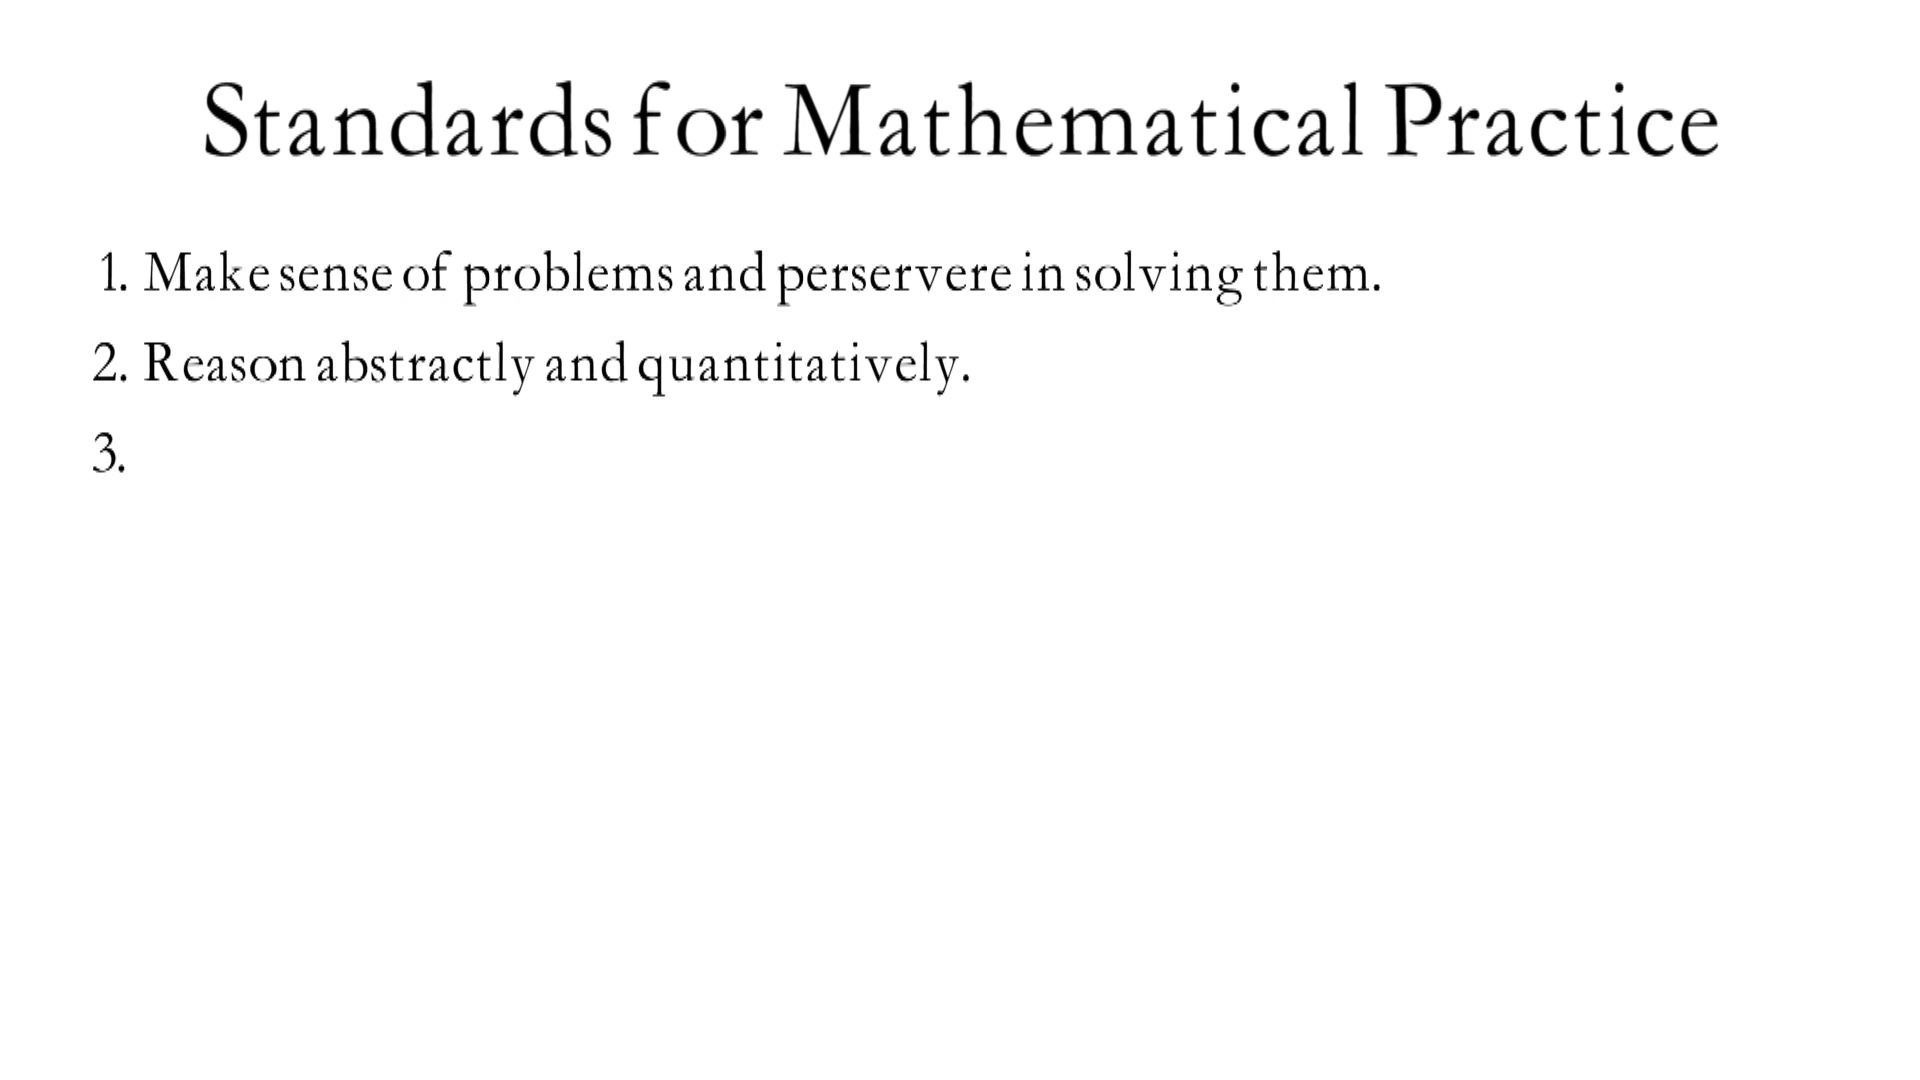 Standards for Mathematical Practice
1. Make sense of problems and perservere in solving them.
2. Reason abstractly and quantitatively.
3.